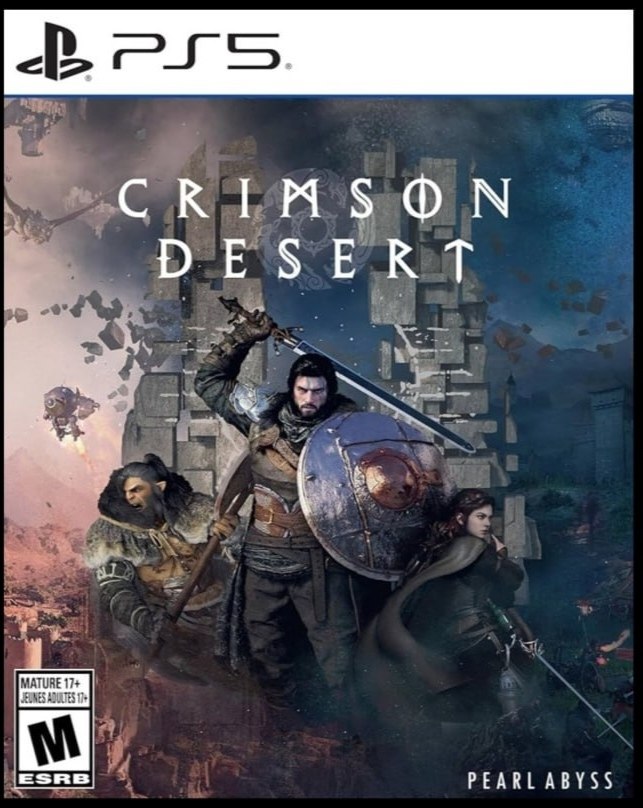 PS5
CRIMSON
DESERT
MATURE 17+
JEUNES ADULTES 17+
M
ESRB
PEARL ABYSS